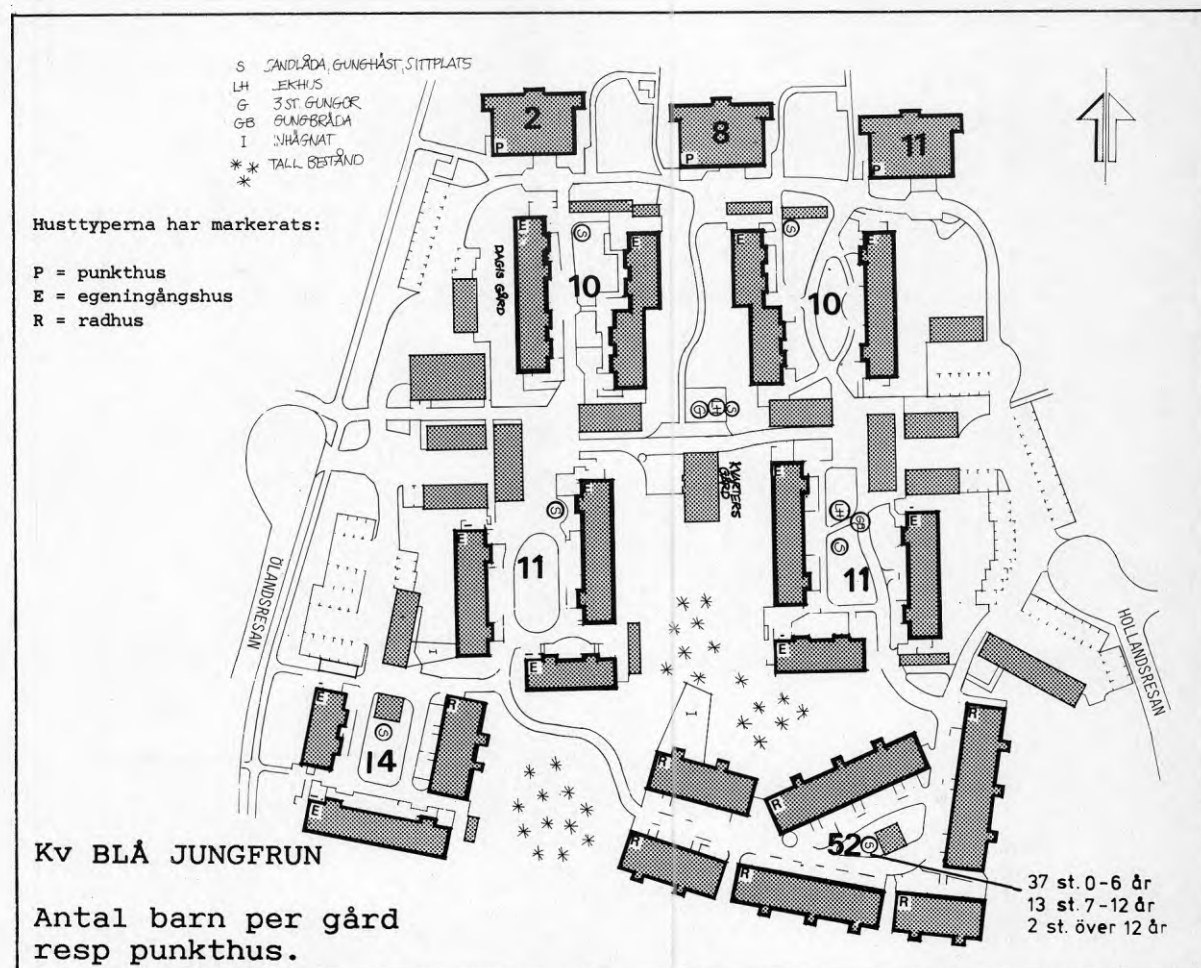 S SANDLÅDA, GUNGHÄST, SITTPLATS
LH LEKHUS
G 3 ST. GUNGOR
GB GUNGBRÄDA
I INHÄGNAT
TALL BESTÅND
Husttyperna har markerats:
P = punkthus
E = egeningångshus
R = radhus
2
P
8
P
11
P
E
DAGIS GÅRD
S
10
E
E
S
10
E
G LH S
E
S
11
E
KVARTERS
GÅRD
E
LH
GB
S
11
E
E
E
I
ÖLANDSRESAN
HOLLANDSRESAN
E
S
14
R
E
I
R
R
R
52 S
R
R
R
37 st. 0-6 år
13 st. 7-12 år
2 st. över 12 år
Kv BLÅ JUNGFRUN
Antal barn per gård
resp punkthus.